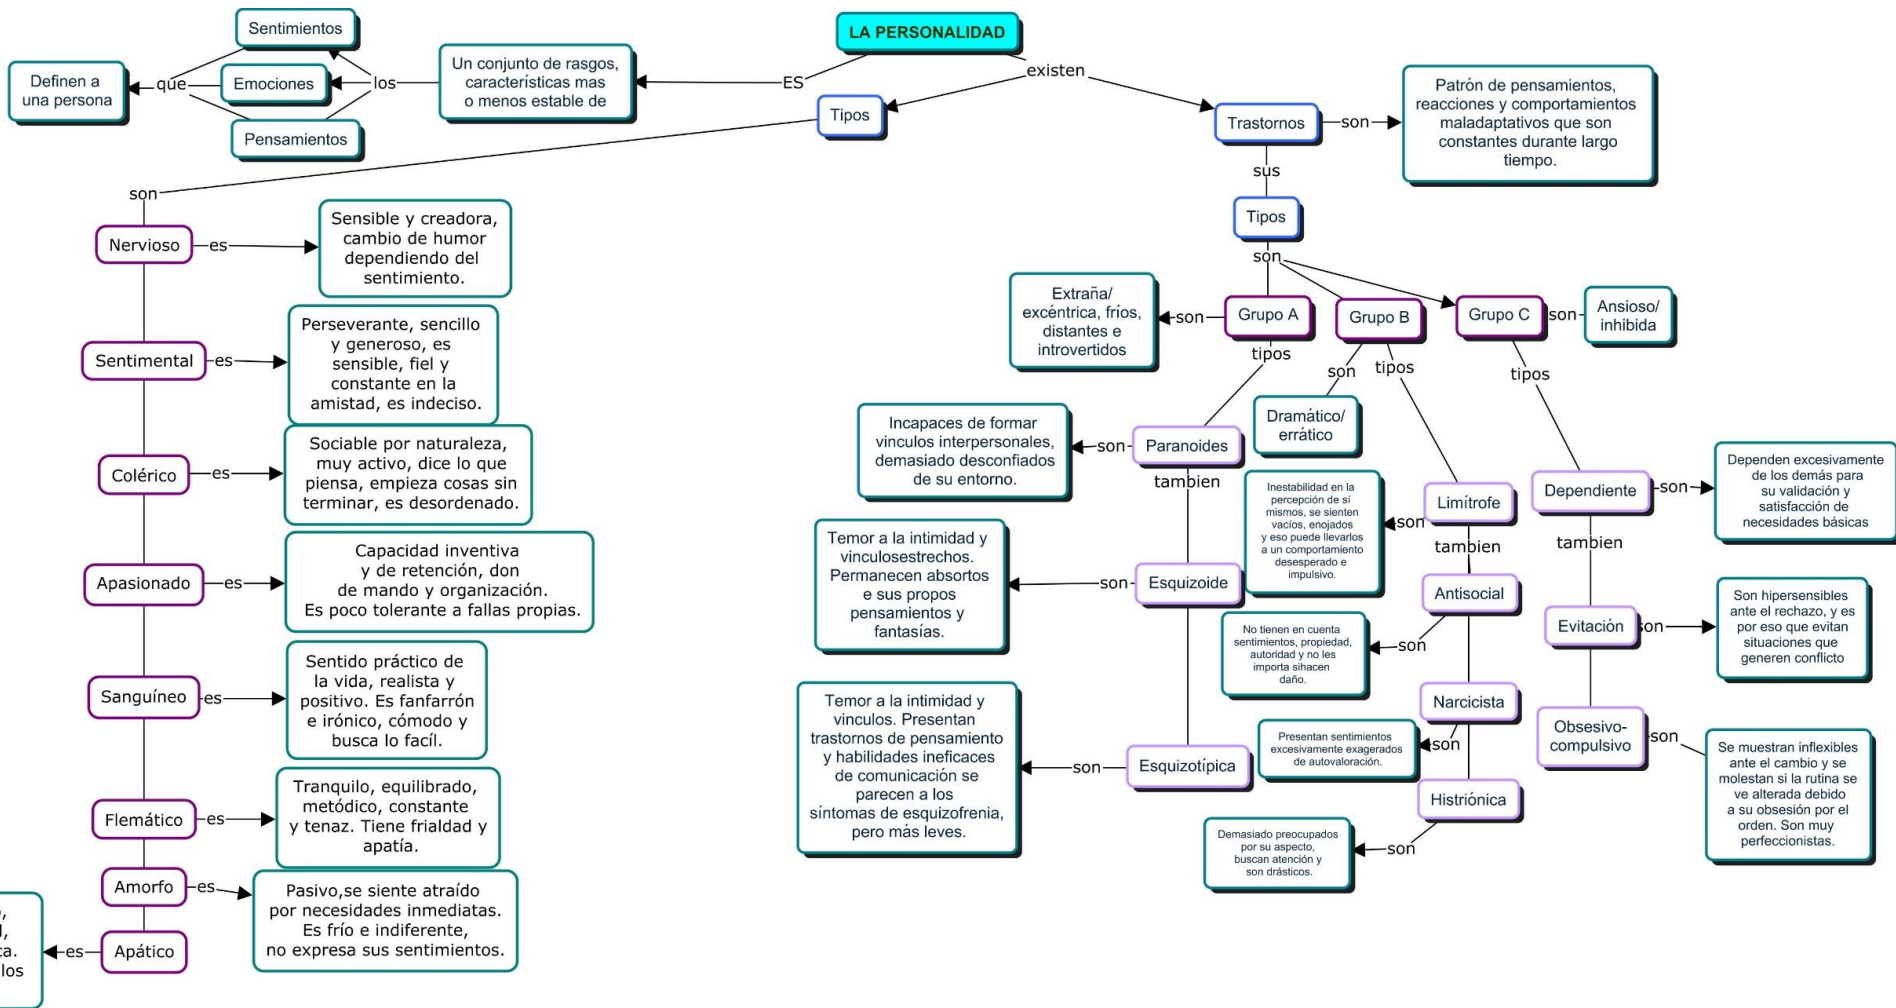 LA PERSONALIDAD
ES
Un conjunto de rasgos,
características mas
o menos estable de
los
Sentimientos
Emociones
Pensamientos
que
Definen a
una persona
existen
Tipos
son
Nervioso
es
Sensible y creadora,
cambio de humor
dependiendo del
sentimiento.
Sentimental
es
Perseverante, sencillo
y generoso, es
sensible, fiel y
constante en la
amistad, es indeciso.
Colérico
es
Sociable por naturaleza,
muy activo, dice lo que
piensa, empieza cosas sin
terminar, es desordenado.
Apasionado
es
Capacidad inventiva
y de retención, don
de mando y organización.
Es poco tolerante a fallas propias.
Sanguíneo
es
Sentido práctico de
la vida, realista y
positivo. Es fanfarrón
e irónico, cómodo y
busca lo facíl.
Flemático
es
Tranquilo, equilibrado,
metódico, constante
y tenaz. Tiene frialdad y
apatía.
Amorfo
es
Pasivo,se siente atraído
por necesidades inmediatas.
Es frío e indiferente,
no expresa sus sentimientos.
Apático
es
los
Trastornos
son
Patrón de pensamientos,
reacciones y comportamientos
maladaptativos que son
constantes durante largo
tiempo.
sus
Tipos
son
Grupo A
son
Extraña/
excéntrica, fríos,
distantes e
introvertidos
tipos
Paranoides
son
Incapaces de formar
vinculos interpersonales,
demasiado desconfiados
de su entorno.
tambien
Esquizoide
son
Temor a la intimidad y
vinculosestrechos.
Permanecen absortos
e sus propos
pensamientos y
fantasías.
Esquizotípica
son
Temor a la intimidad y
vinculos. Presentan
trastornos de pensamiento
y habilidades ineficaces
de comunicación se
parecen a los
síntomas de esquizofrenia,
pero más leves.
Grupo B
son
Dramático/
errático
tipos
Limítrofe
son
Inestabilidad en la
percepción de sí
mismos, se sienten
vacíos, enojados
y eso puede llevarlos
a un comportamiento
desesperado e
impulsivo.
tambien
Antisocial
son
No tienen en cuenta
sentimientos, propiedad,
autoridad y no les
importa sihacen
daño.
Narcicista
son
Presentan sentimientos
excesivamente exagerados
de autovaloración.
Histriónica
son
Demasiado preocupados
por su aspecto,
buscan atención y
son drásticos.
Grupo C
son
Ansioso/
inhibida
tipos
Dependiente
son
Dependen excesivamente
de los demás para
su validación y
satisfacción de
necesidades básicas
tambien
Evitación
son
Son hipersensibles
ante el rechazo, y es
por eso que evitan
situaciones que
generen conflicto
Obsesivo-
compulsivo
son
Se muestran inflexibles
ante el cambio y se
molestan si la rutina se
ve alterada debido
a su obsesión por el
orden. Son muy
perfeccionistas.